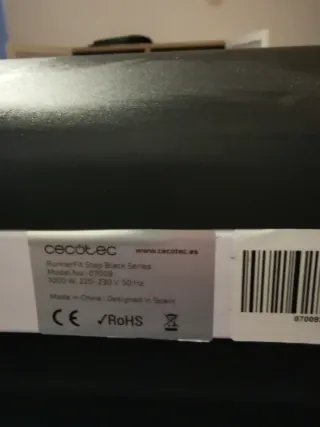 cecotec www.cecotec.es
RunnerFit Step Black Series
Model No.: 07009
1000 W, 220-230 V, 50 Hz
Made in China | Designed in Spain
CE ✓RoHS